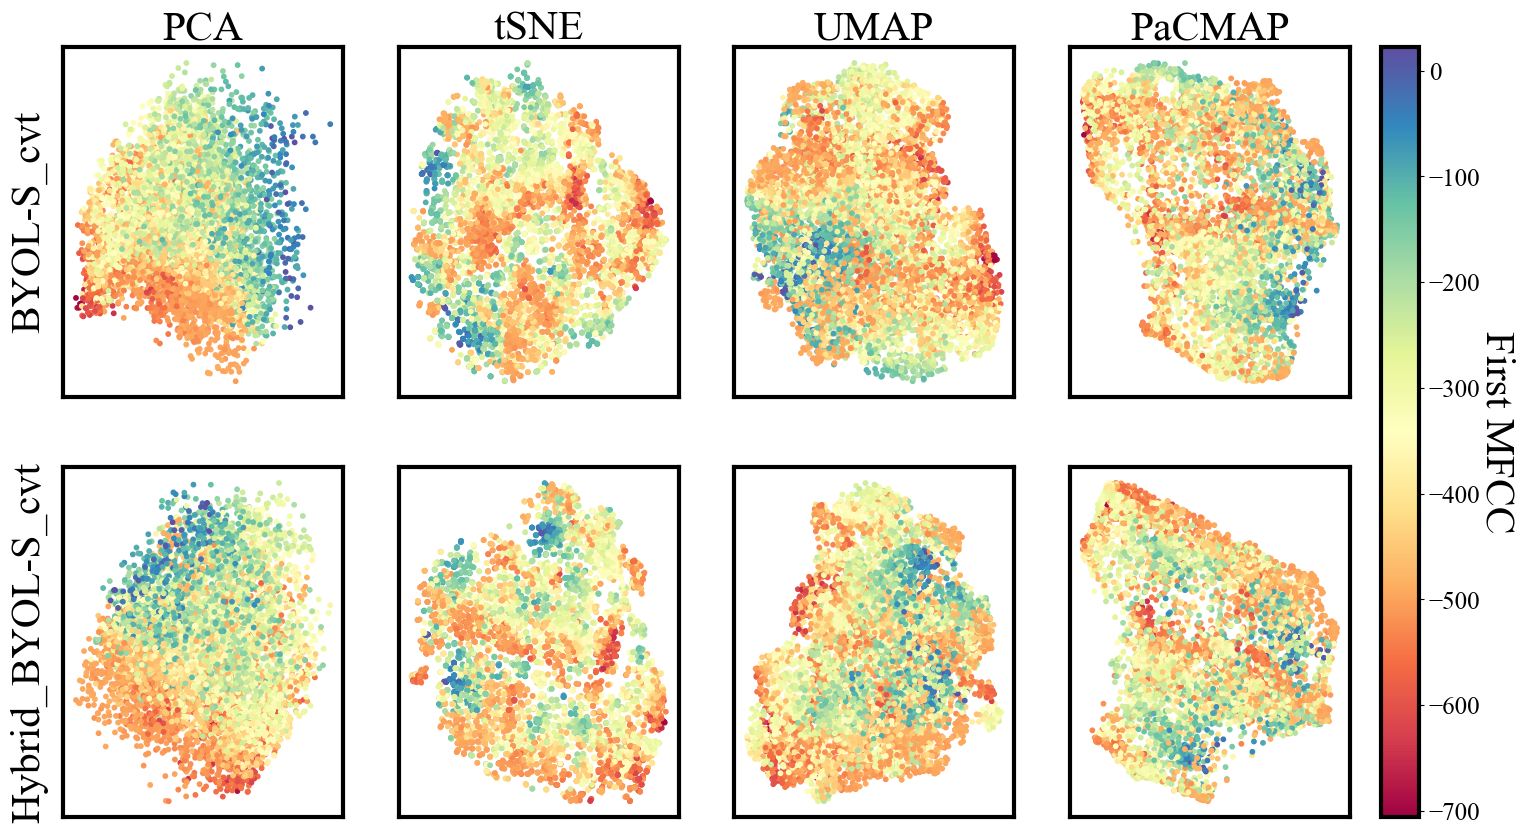 PCA
tSNE
UMAP
PaCMAP
BYOL-S_cvt
Hybrid_BYOL-S_cvt
0
−100
−200
−300
−400
−500
−600
−700
First MFCC